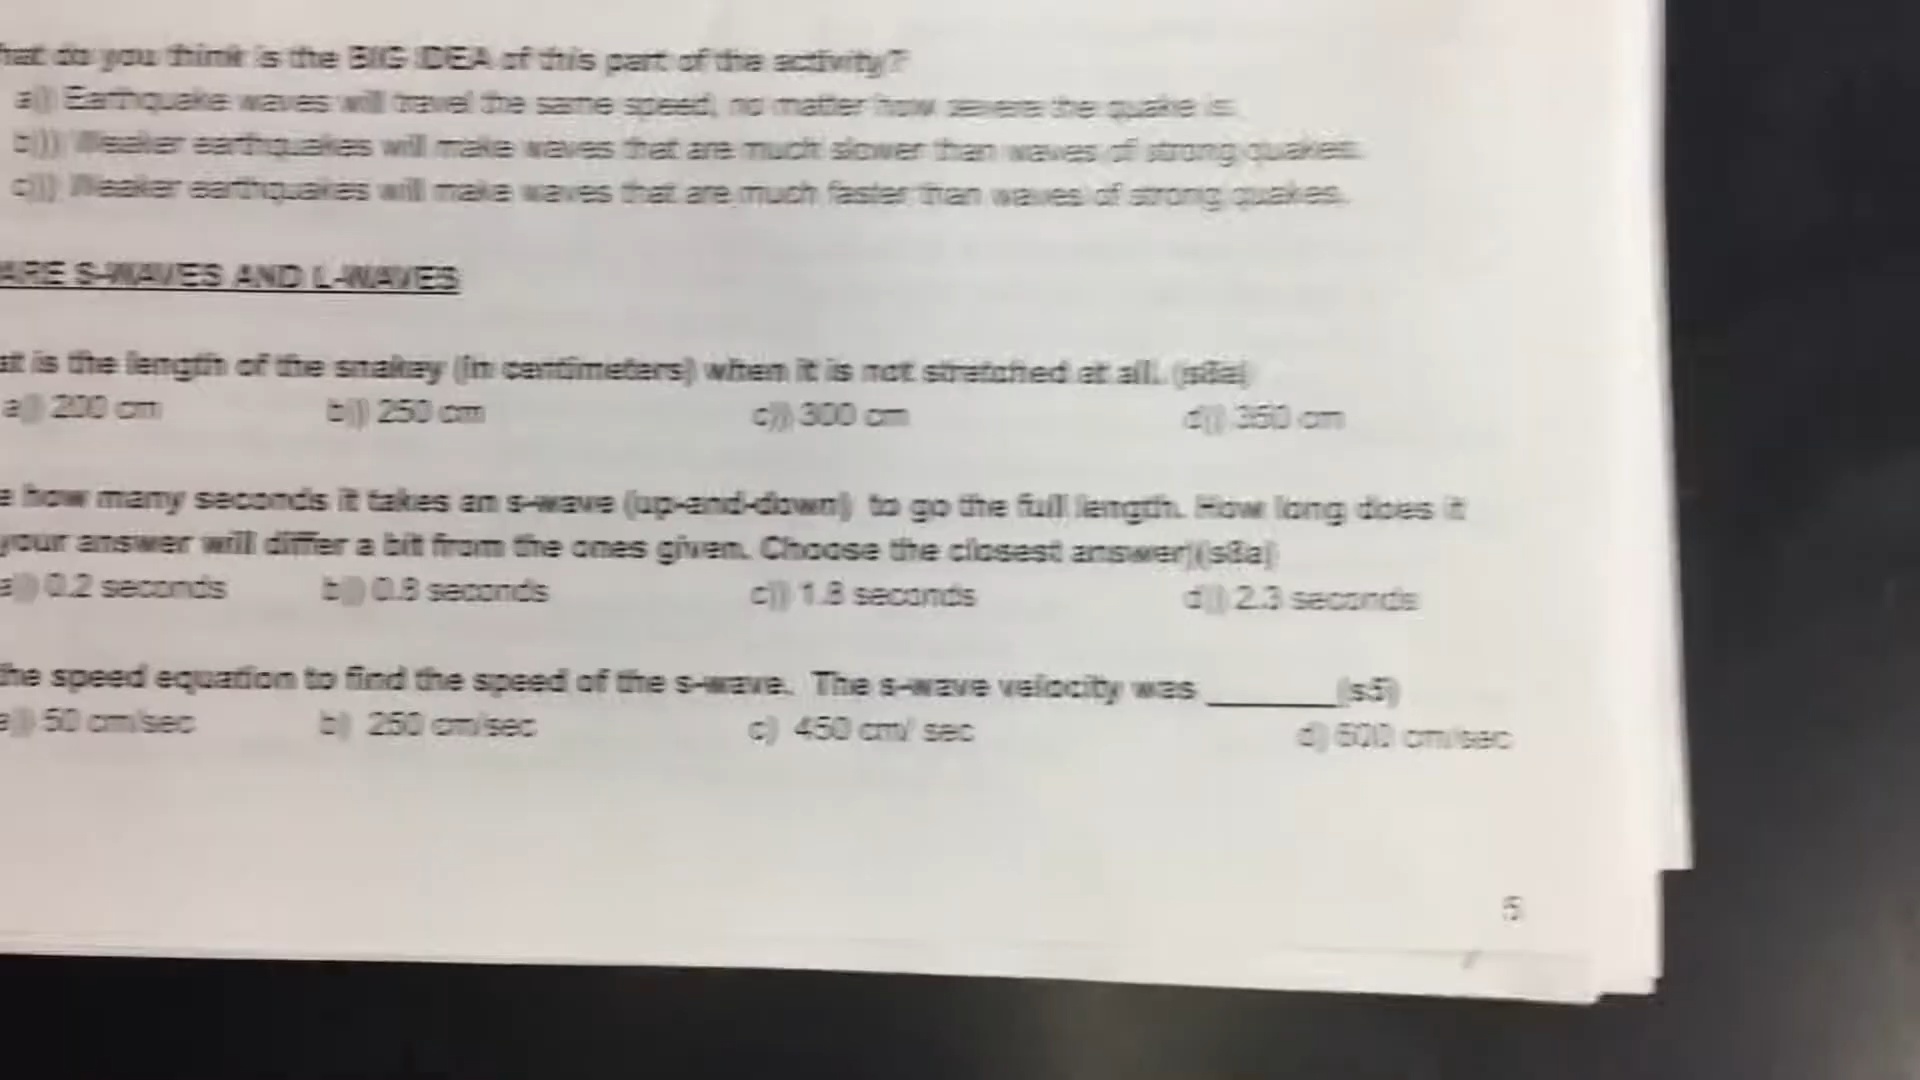 do you think is the BIG IDEA of this part of the activity?
a) Earthquake waves will travel the same speed, no matter how severe the quake is.
b) Weaker earthquakes will make waves that are much slower than waves of strong quakes.
c) Weaker earthquakes will make waves that are much faster than waves of strong quakes.
ARE S-WAVES AND L-WAVES
is the length of the snakey (in centimeters) when it is not stretched at all.
a) 200 cm b) 250 cm c) 300 cm d) 350 cm
how many seconds it takes an s-wave (up-and-down) to go the full length. How long does it
your answer will differ a bit from the ones given. Choose the closest answer)
a) 0.2 seconds b) 0.8 seconds c) 1.8 seconds d) 2.3 seconds
the speed equation to find the speed of the s-wave. The s-wave velocity was ______ (s5)
a) 50 cm/sec b) 250 cm/sec c) 450 cm/ sec d) cm/sec
5